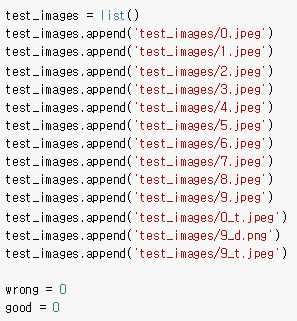 test_images = list()
test_images.append('test_images/0.jpeg')
test_images.append('test_images/1.jpeg')
test_images.append('test_images/2.jpeg')
test_images.append('test_images/3.jpeg')
test_images.append('test_images/4.jpeg')
test_images.append('test_images/5.jpeg')
test_images.append('test_images/6.jpeg')
test_images.append('test_images/7.jpeg')
test_images.append('test_images/8.jpeg')
test_images.append('test_images/9.jpeg')
test_images.append('test_images/0_t.jpeg')
test_images.append('test_images/9_d.png')
test_images.append('test_images/9_t.jpeg')
wrong = 0
good = 0